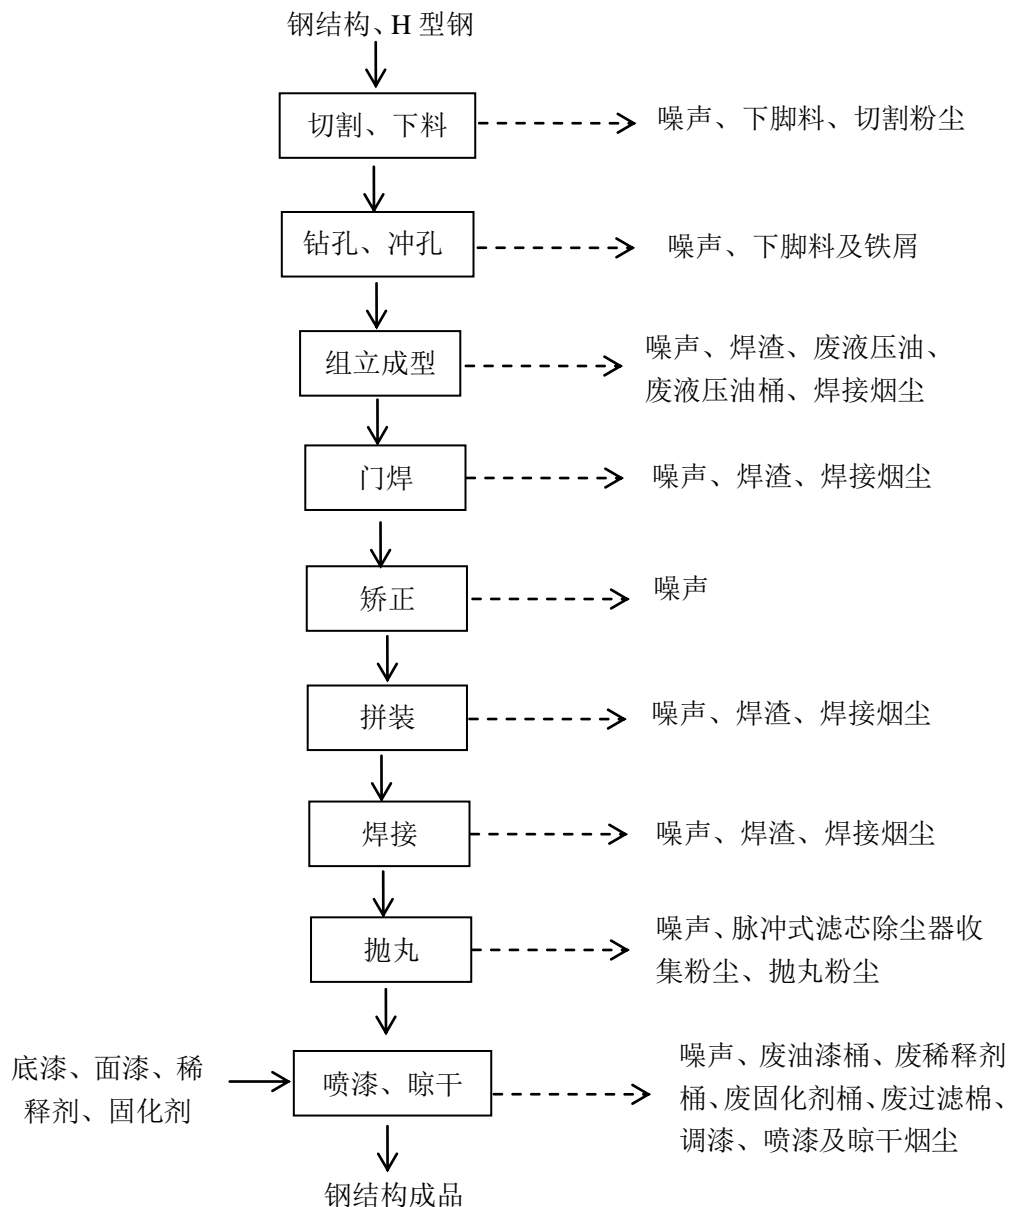 钢结构、H 型钢
切割、下料
噪声、下脚料、切割粉尘
钻孔、冲孔
噪声、下脚料及铁屑
组立成型
噪声、焊渣、废液压油、
废液压油桶、焊接烟尘
门焊
噪声、焊渣、焊接烟尘
矫正
噪声
拼装
噪声、焊渣、焊接烟尘
焊接
噪声、焊渣、焊接烟尘
抛丸
噪声、脉冲式滤芯除尘器收
集粉尘、抛丸粉尘
底漆、面漆、稀
释剂、固化剂
喷漆、晾干
噪声、废油漆桶、废稀释剂
桶、废固化剂桶、废过滤棉、
调漆、喷漆及晾干烟尘
钢结构成品